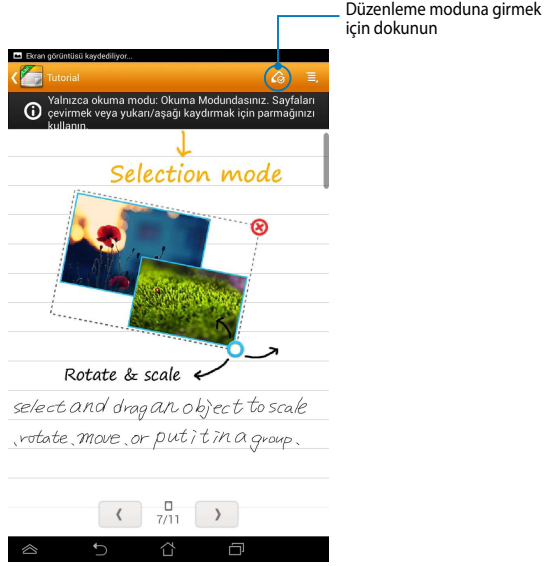 Düzenleme moduna girmek
için dokunun
Ekran görüntüsü kaydediliyor...
Tutorial
Yalnızca okuma modu: Okuma Modundasınız. Sayfaları
çevirmek veya yukarı/aşağı kaydırmak için parmağınızı
kullanın.
Selection mode
Rotate & scale
select and drag an object to scale
、rotate、move、or put it in a group、
7/11